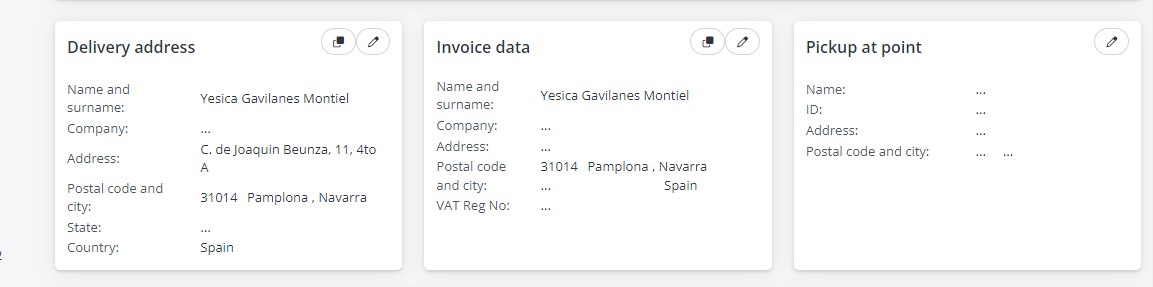 Delivery address
Name and
surname:
Yesica Gavilanes Montiel
Company:
...
Address:
C. de Joaquin Beunza, 11, 4to
A
Postal code and
city:
31014 Pamplona , Navarra
State:
...
Country:
Spain
Invoice data
Name and
surname:
Yesica Gavilanes Montiel
Company:
...
Address:
...
Postal code
and city:
31014 Pamplona , Navarra
... Spain
VAT Reg No:
...
Pickup at point
Name:
...
ID:
...
Address:
...
Postal code and city:
... ...